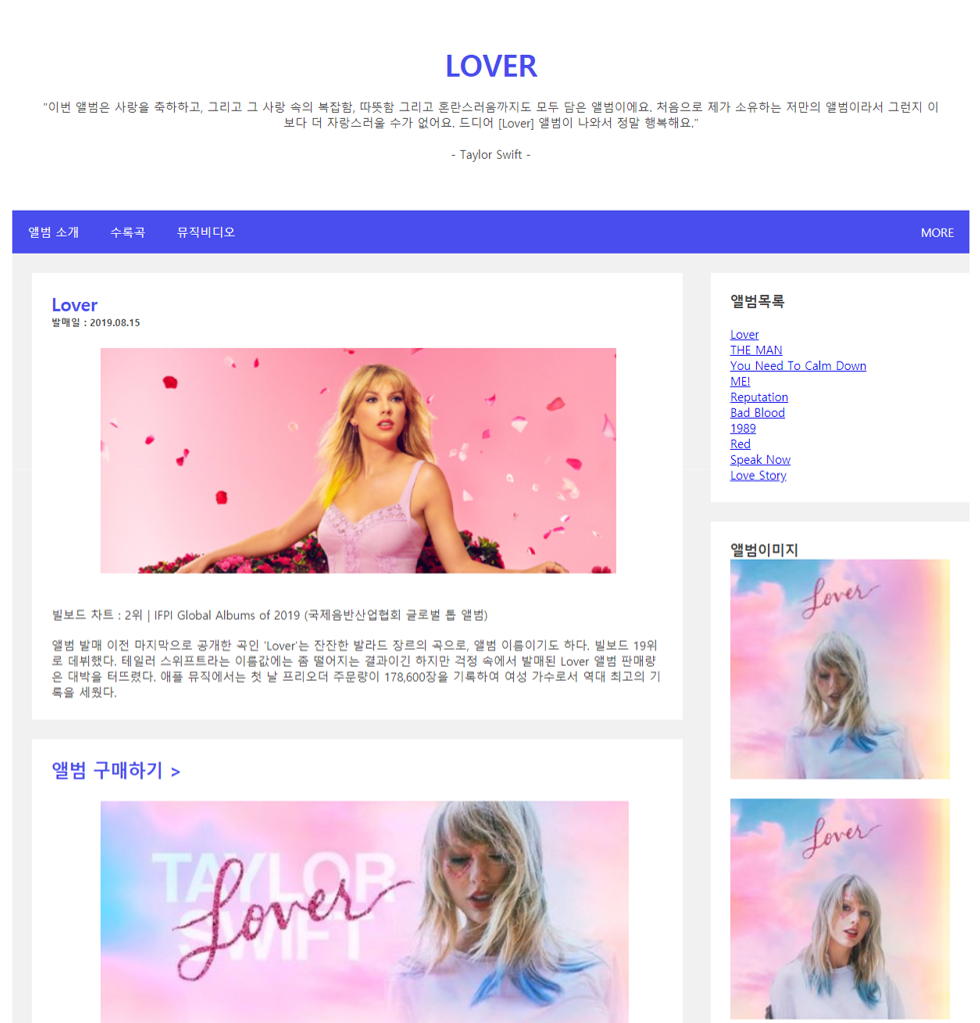 LOVER
"이번 앨범은 사랑을 축하하고, 그리고 그 사랑 속의 복잡함, 따뜻함 그리고 혼란스러움까지도 모두 담은 앨범이에요. 처음으로 제가 소유하는 저만의 앨범이라서 그런지 이
보다 더 자랑스러울 수가 없어요. 드디어 [Lover] 앨범이 나와서 정말 행복해요."
- Taylor Swift -
앨범 소개 수록곡 뮤직비디오 MORE
Lover
발매일 : 2019.08.15
빌보드 차트 : 2위 | IFPI Global Albums of 2019 (국제음반산업협회 글로벌 톱 앨범)
앨범 발매 이전 마지막으로 공개한 곡인 'Lover'는 잔잔한 발라드 장르의 곡으로, 앨범 이름이기도 하다. 빌보드 19위
로 데뷔했다. 테일러 스위프트라는 이름값에는 좀 떨어지는 결과이긴 하지만 걱정 속에서 발매된 Lover 앨범 판매량
은 대박을 터뜨렸다. 애플 뮤직에서는 첫 날 프리오더 주문량이 178,600장을 기록하여 여성 가수로서 역대 최고의 기
록을 세웠다.
앨범 구매하기 >
TAYLOR
Lover
SWIFT
앨범목록
Lover
THE MAN
You Need To Calm Down
ME!
Reputation
Bad Blood
1989
Red
Speak Now
Love Story
앨범이미지
Lover
Lover